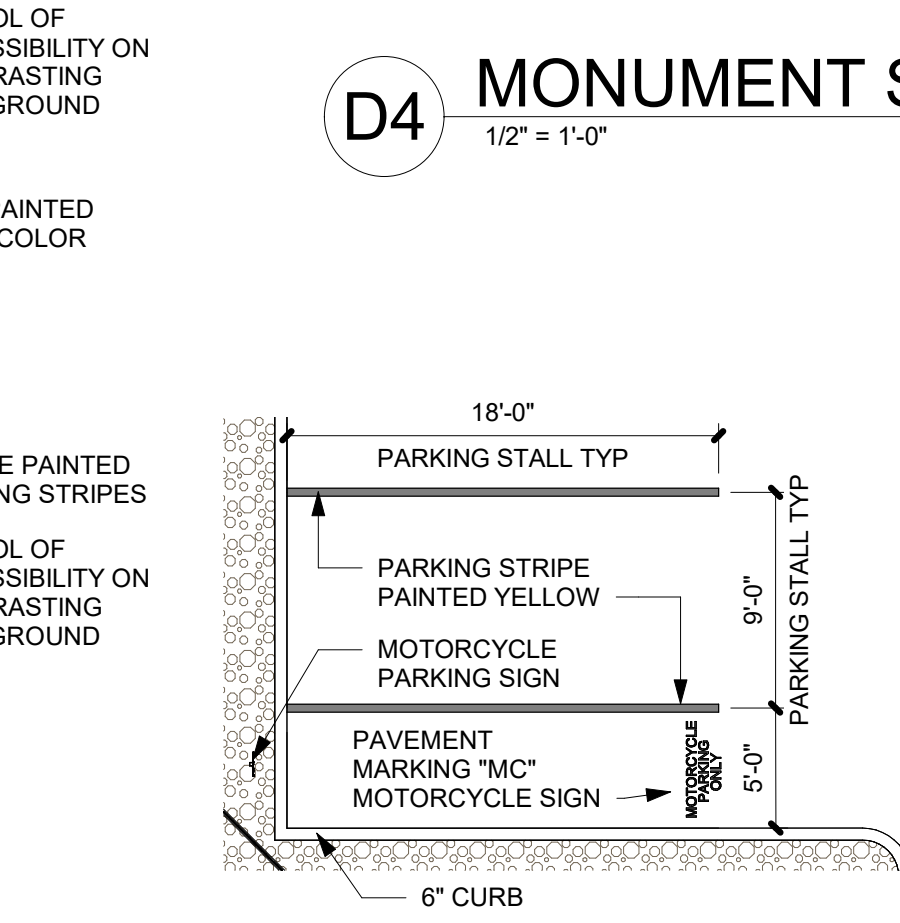 OL OF
SSIBILITY ON
RASTING
GROUND
PAINTED
COLOR
E PAINTED
NG STRIPES
OL OF
SSIBILITY ON
RASTING
GROUND
D4
MONUMENT S
1/2" = 1'-0"
18'-0"
PARKING STALL TYP
PARKING STRIPE
PAINTED YELLOW
MOTORCYCLE
PARKING SIGN
PAVEMENT
MARKING "MC"
MOTORCYCLE SIGN
MOTORCYCLE
PARKING
ONLY
9'-0"
PARKING STALL TYP
5'-0"
6" CURB